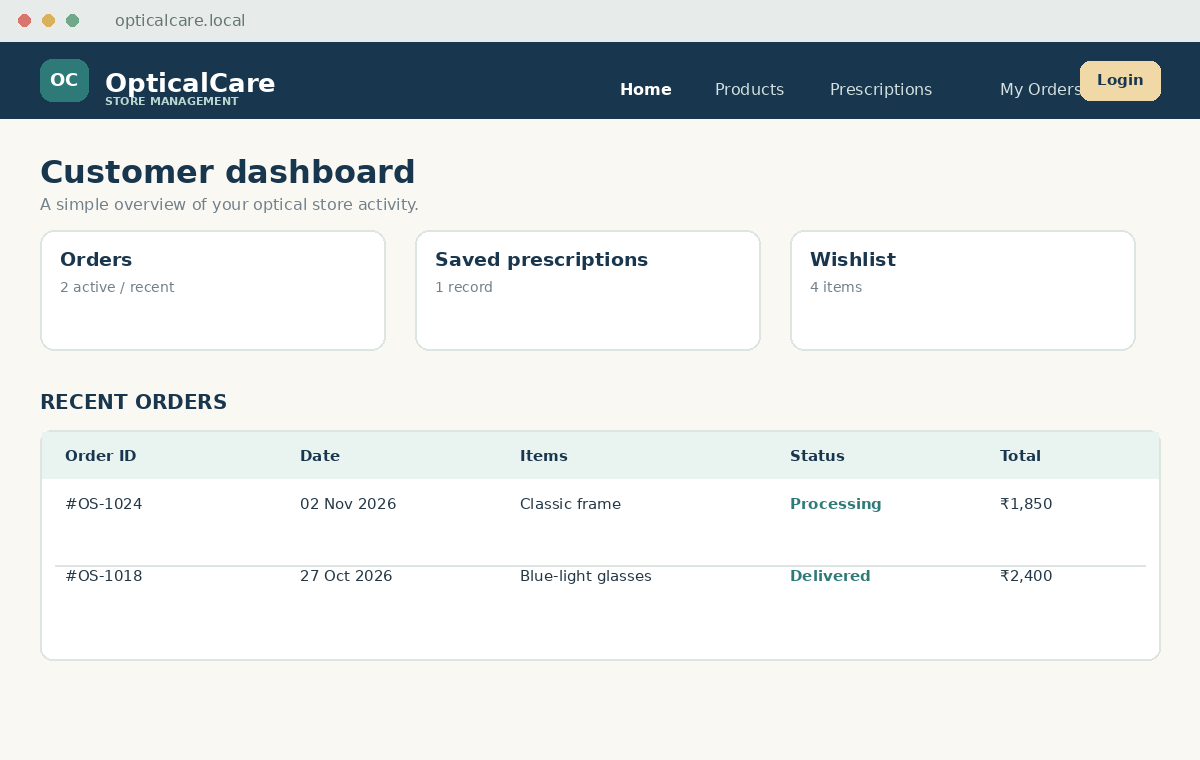 opticalcare.local
OC
OpticalCare
STORE MANAGEMENT
Home Products Prescriptions My Orders Login
Customer dashboard
A simple overview of your optical store activity.
Orders Saved prescriptions Wishlist
2 active / recent 1 record 4 items
RECENT ORDERS
Order ID Date Items Status Total
#OS-1024 02 Nov 2026 Classic frame Processing ₹1,850
#OS-1018 27 Oct 2026 Blue-light glasses Delivered ₹2,400